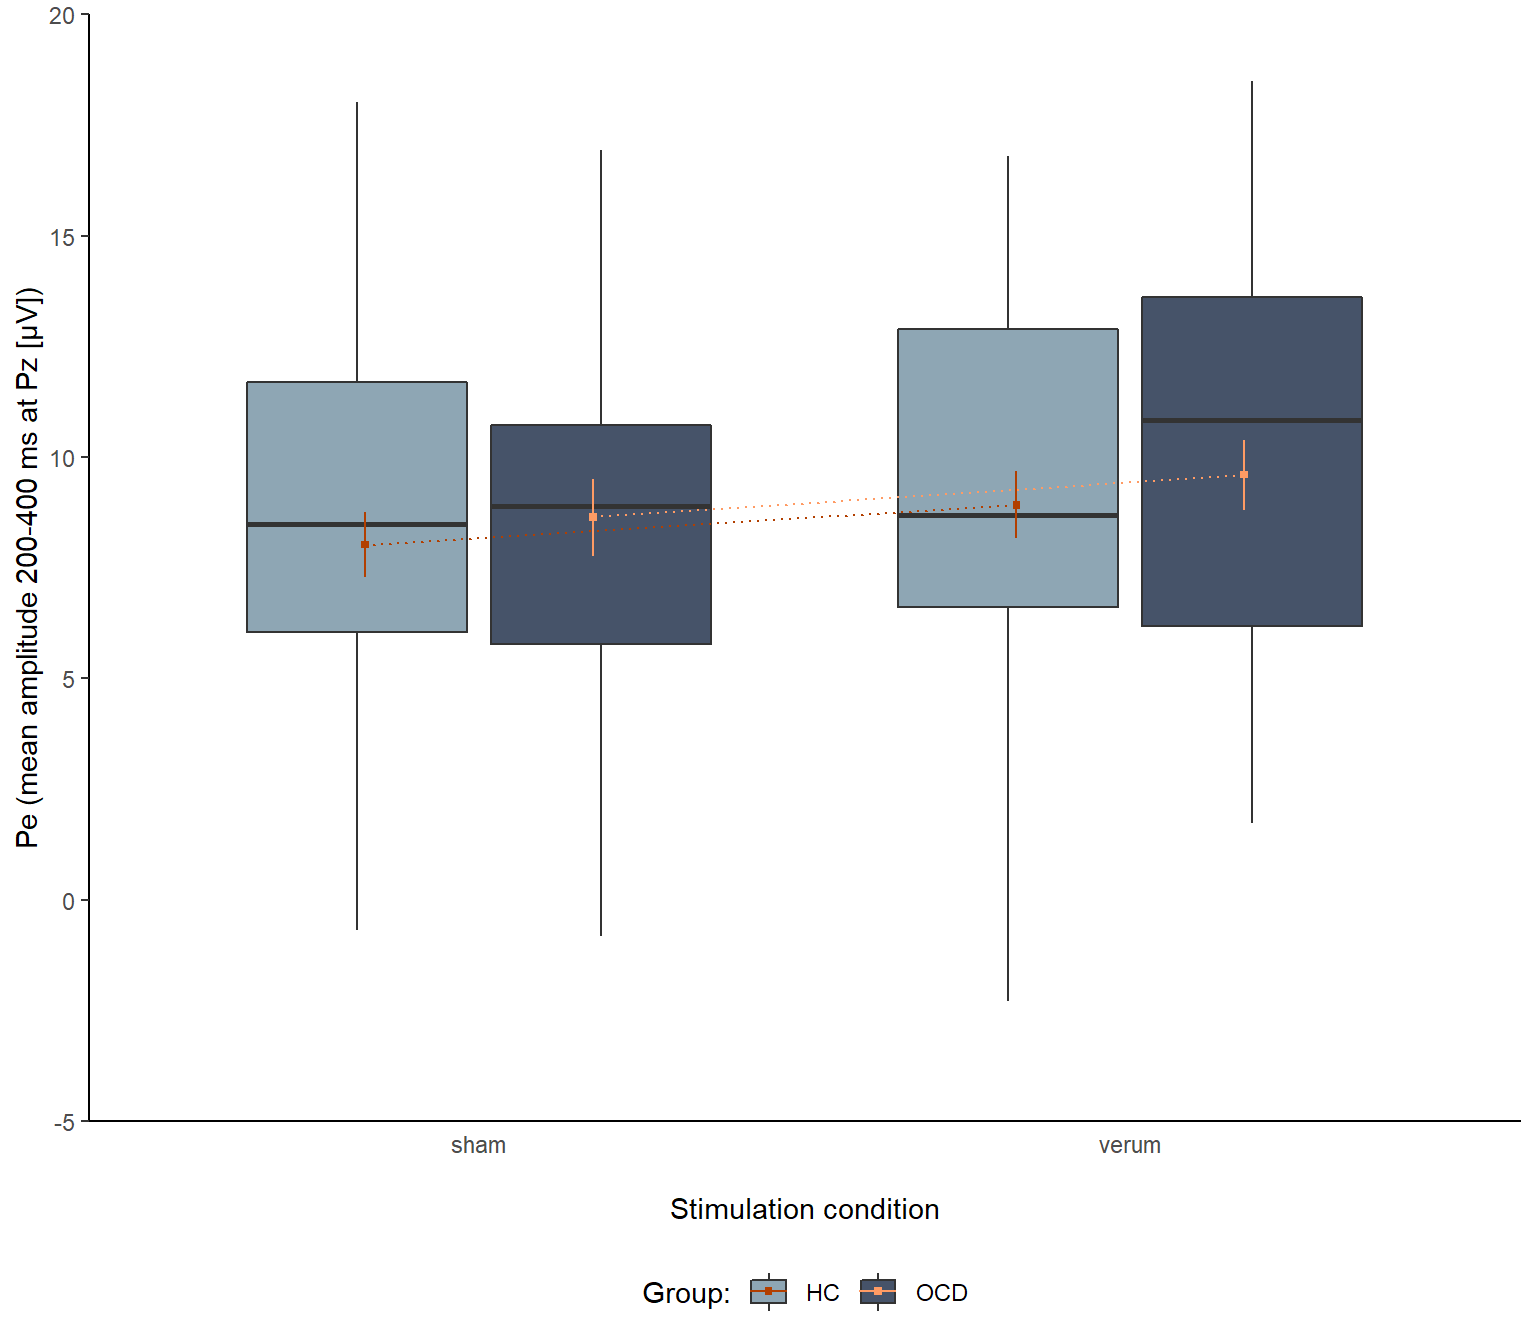 20
15
10
5
0
-5
Pe (mean amplitude 200-400 ms at Pz [µV])
sham verum
Stimulation condition
Group: HC OCD